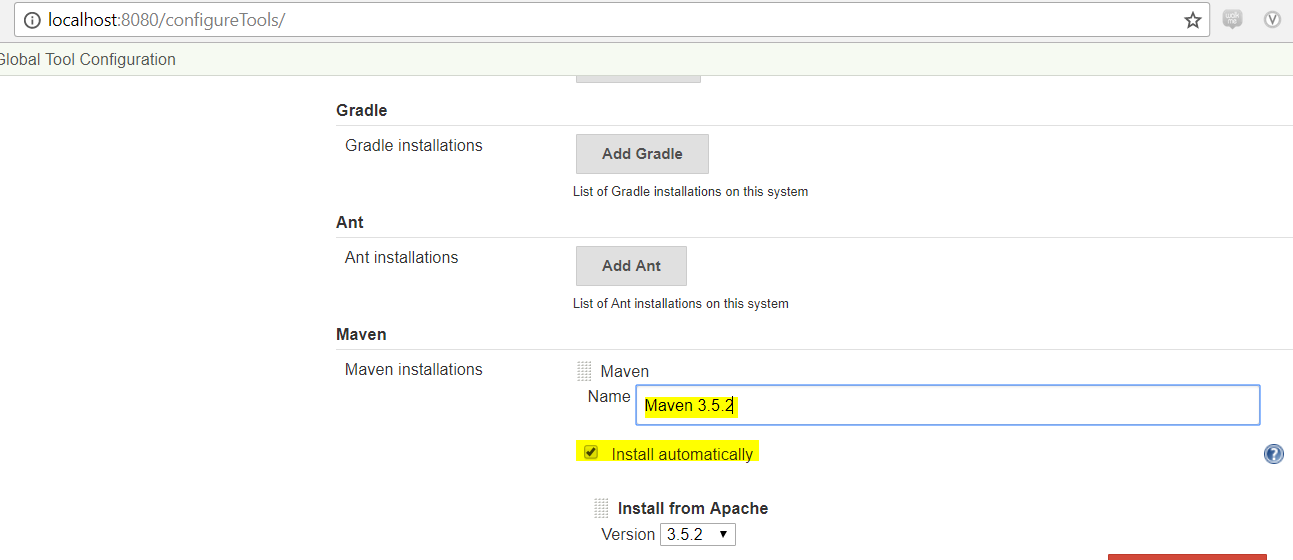 localhost:8080/configureTools/
Global Tool Configuration
Gradle
Gradle installations
Add Gradle
List of Gradle installations on this system
Ant
Ant installations
Add Ant
List of Ant installations on this system
Maven
Maven installations
Maven
Name
Maven 3.5.2
Install automatically
Install from Apache
Version 3.5.2